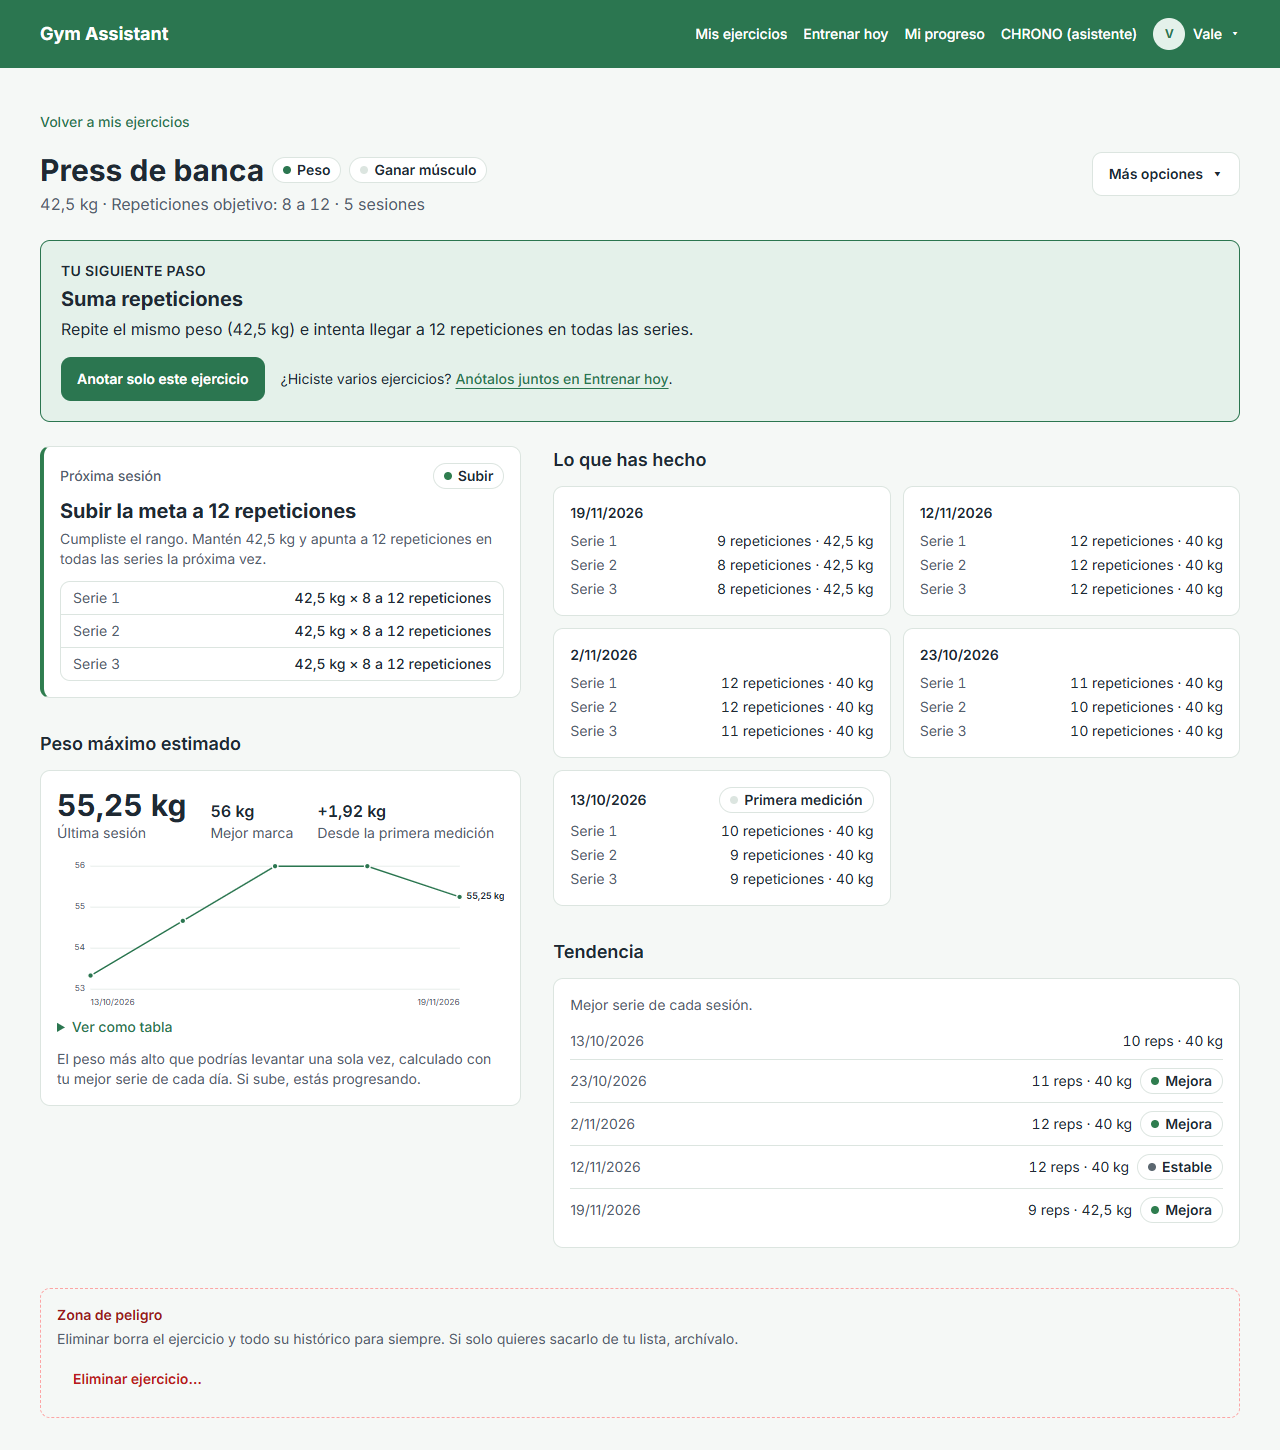 Gym Assistant
Mis ejercicios Entrenar hoy Mi progreso CHRONO (asistente) V Vale
Volver a mis ejercicios
Press de banca Peso Ganar músculo
Más opciones
42,5 kg · Repeticiones objetivo: 8 a 12 · 5 sesiones
TU SIGUIENTE PASO
Suma repeticiones
Repite el mismo peso (42,5 kg) e intenta llegar a 12 repeticiones en todas las series.
Anotar solo este ejercicio ¿Hiciste varios ejercicios? Anótalos juntos en Entrenar hoy.
Próxima sesión Subir
Subir la meta a 12 repeticiones
Cumpliste el rango. Mantén 42,5 kg y apunta a 12 repeticiones en
todas las series la próxima vez.
Serie 1 42,5 kg × 8 a 12 repeticiones
Serie 2 42,5 kg × 8 a 12 repeticiones
Serie 3 42,5 kg × 8 a 12 repeticiones
Peso máximo estimado
55,25 kg 56 kg +1,92 kg
Última sesión Mejor marca Desde la primera medición
56
55
54
53
55,25 kg
13/10/2026 19/11/2026
Ver como tabla
El peso más alto que podrías levantar una sola vez, calculado con
tu mejor serie de cada día. Si sube, estás progresando.
Lo que has hecho
19/11/2026
Serie 1 9 repeticiones · 42,5 kg
Serie 2 8 repeticiones · 42,5 kg
Serie 3 8 repeticiones · 42,5 kg
12/11/2026
Serie 1 12 repeticiones · 40 kg
Serie 2 12 repeticiones · 40 kg
Serie 3 12 repeticiones · 40 kg
2/11/2026
Serie 1 12 repeticiones · 40 kg
Serie 2 12 repeticiones · 40 kg
Serie 3 11 repeticiones · 40 kg
23/10/2026
Serie 1 11 repeticiones · 40 kg
Serie 2 10 repeticiones · 40 kg
Serie 3 10 repeticiones · 40 kg
13/10/2026 Primera medición
Serie 1 10 repeticiones · 40 kg
Serie 2 9 repeticiones · 40 kg
Serie 3 9 repeticiones · 40 kg
Tendencia
Mejor serie de cada sesión.
13/10/2026 10 reps · 40 kg
23/10/2026 11 reps · 40 kg Mejora
2/11/2026 12 reps · 40 kg Mejora
12/11/2026 12 reps · 40 kg Estable
19/11/2026 9 reps · 42,5 kg Mejora
Zona de peligro
Eliminar borra el ejercicio y todo su histórico para siempre. Si solo quieres sacarlo de tu lista, archívalo.
Eliminar ejercicio...